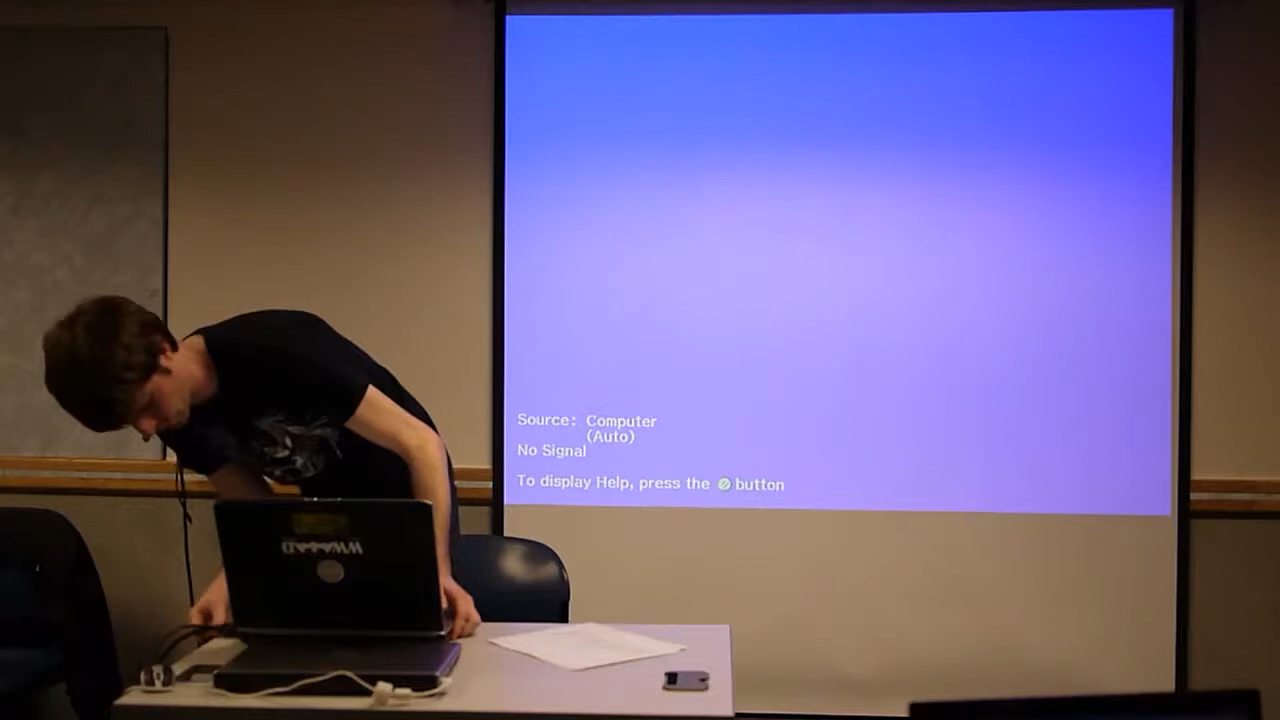 Source: Computer
(Auto)
No Signal
To display Help, press the button